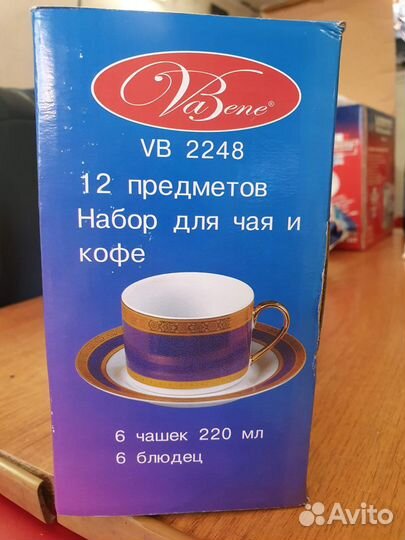 VaBene®
VB 2248
12 предметов
Набор для чая и
кофе
6 чашек 220 мл
6 блюдец
Avito